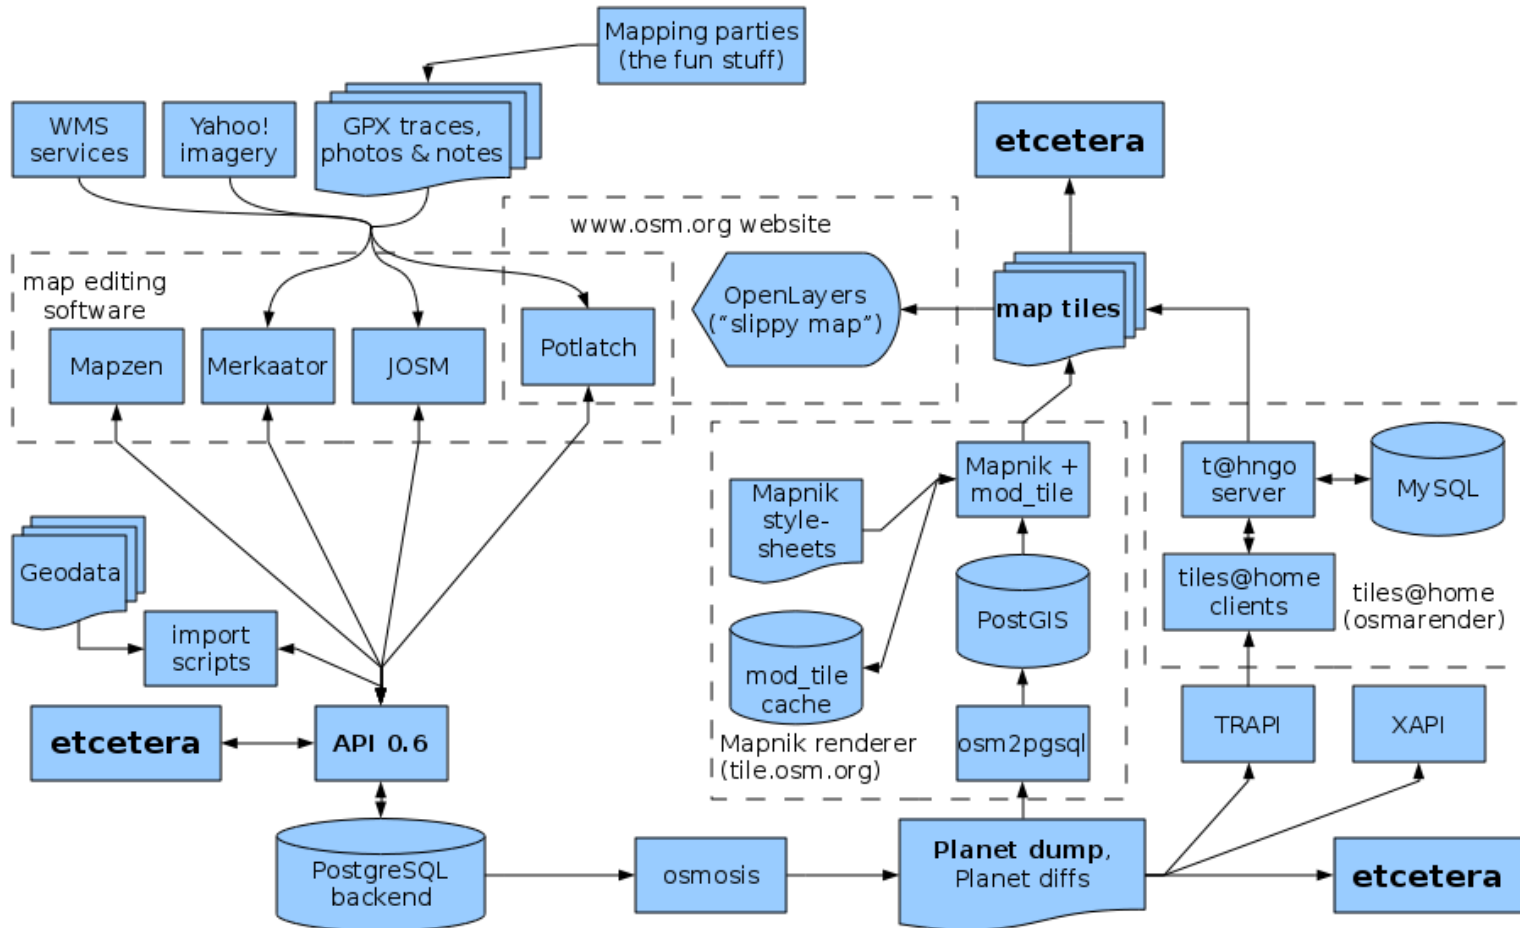 Mapping parties
(the fun stuff)
WMS
services
Yahoo!
imagery
GPX traces,
photos & notes
etcetera
www.osm.org website
map editing
software
OpenLayers
(“slippy map”)
map tiles
Mapzen
Merkaator
JOSM
Potlatch
Mapnik
style-
sheets
Mapnik +
mod_tile
t@hngo
server
MySQL
Geodata
import
scripts
PostGIS
tiles@home
clients
tiles@home
(osmarender)
mod_tile
cache
Mapnik renderer
(tile.osm.org)
osm2pgsql
TRAPI
XAPI
etcetera
API 0.6
PostgreSQL
backend
osmosis
Planet dump,
Planet diffs
etcetera